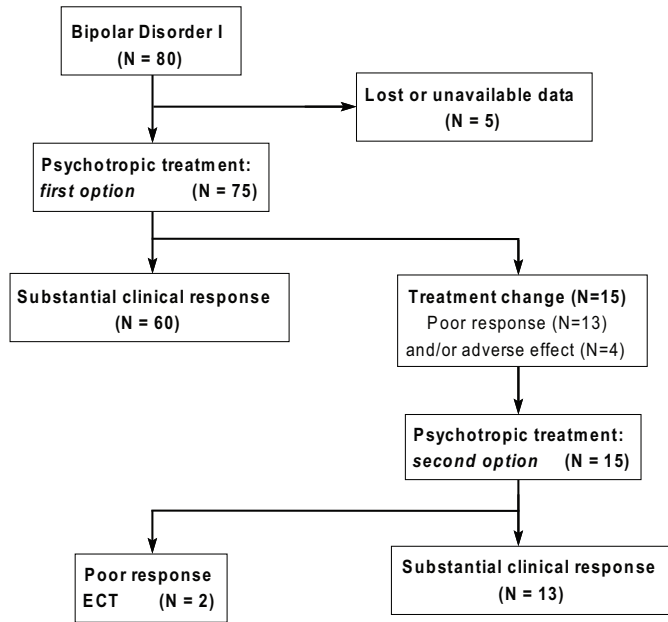 Bipolar Disorder I
(N = 80)
Lost or unavailable data
(N = 5)
Psychotropic treatment:
first option (N = 75)
Substantial clinical response
(N = 60)
Treatment change (N=15)
Poor response (N=13)
and/or adverse effect (N=4)
Psychotropic treatment:
second option (N = 15)
Poor response
ECT (N = 2)
Substantial clinical response
(N = 13)